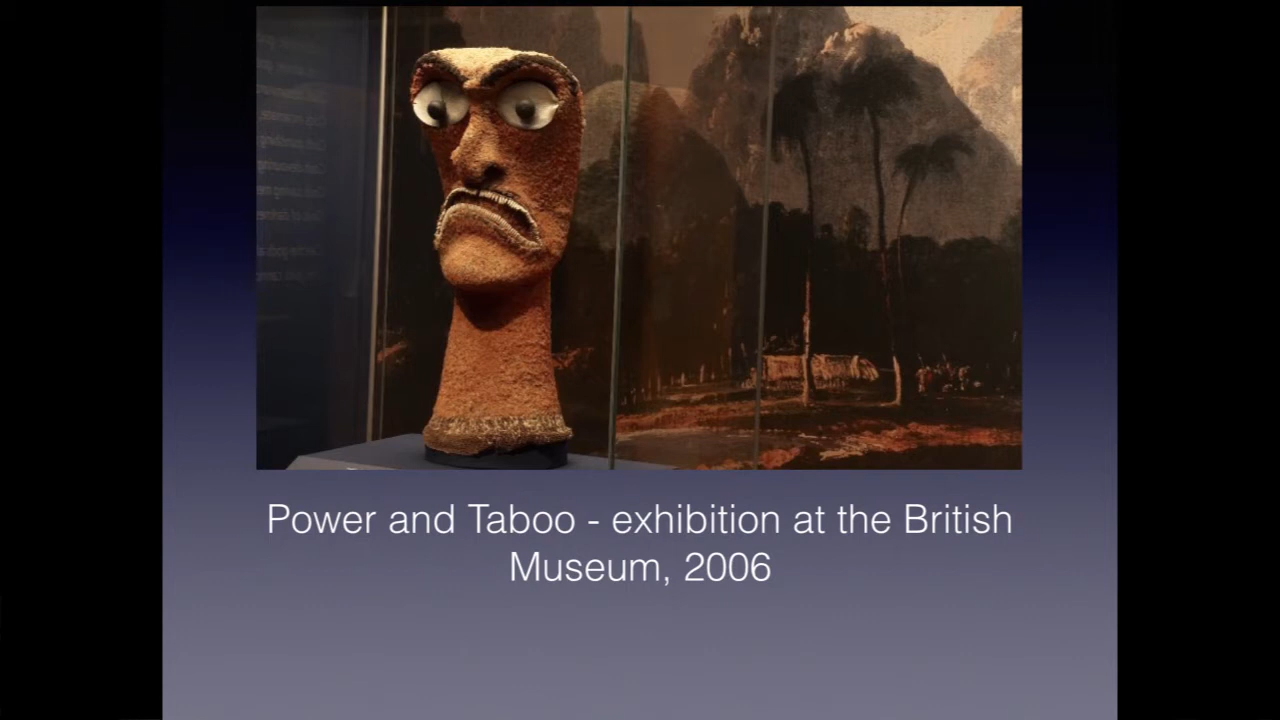 Power and Taboo - exhibition at the British
Museum, 2006